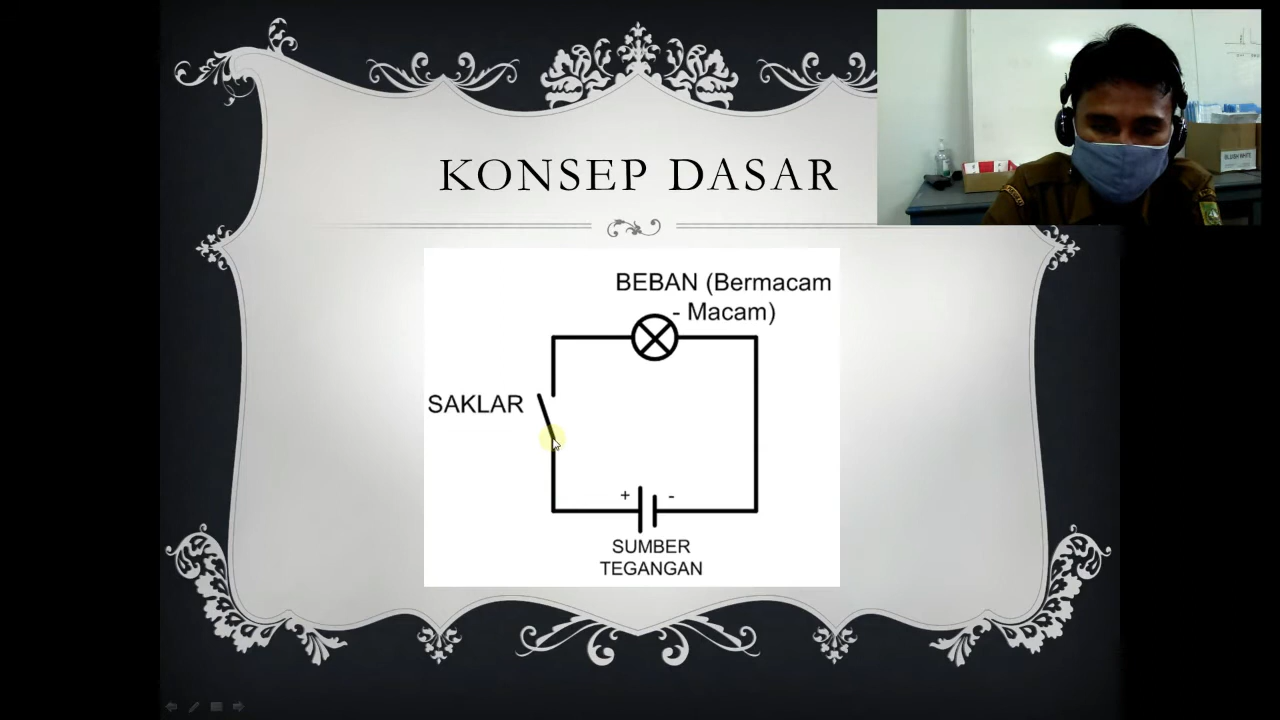 KONSEP DASAR
BEBAN (Bermacam
- Macam)
SAKLAR
+ -
SUMBER
TEGANGAN